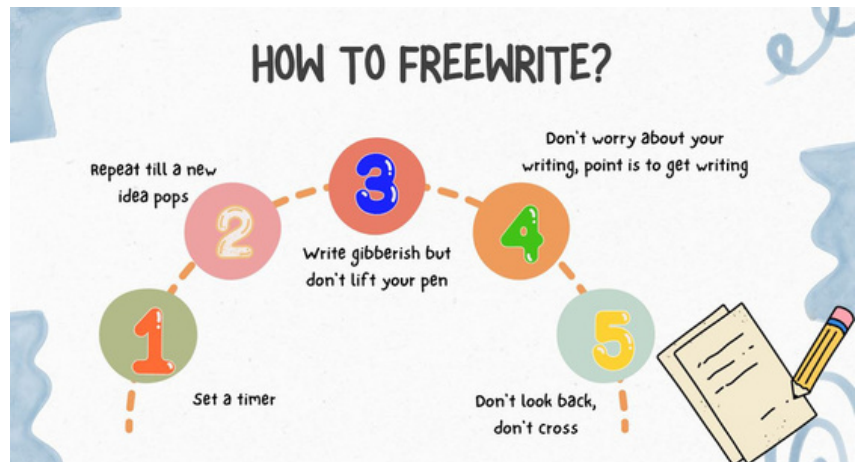 HOW TO FREEWRITE?
1
Set a timer
2
Repeat till a new
idea pops
3
Write gibberish but
don't lift your pen
4
Don't worry about your
writing, point is to get writing
5
Don't look back,
don't cross